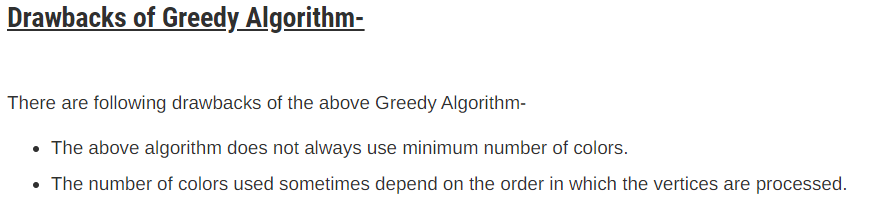 Drawbacks of Greedy Algorithm-
There are following drawbacks of the above Greedy Algorithm-
• The above algorithm does not always use minimum number of colors.
• The number of colors used sometimes depend on the order in which the vertices are processed.